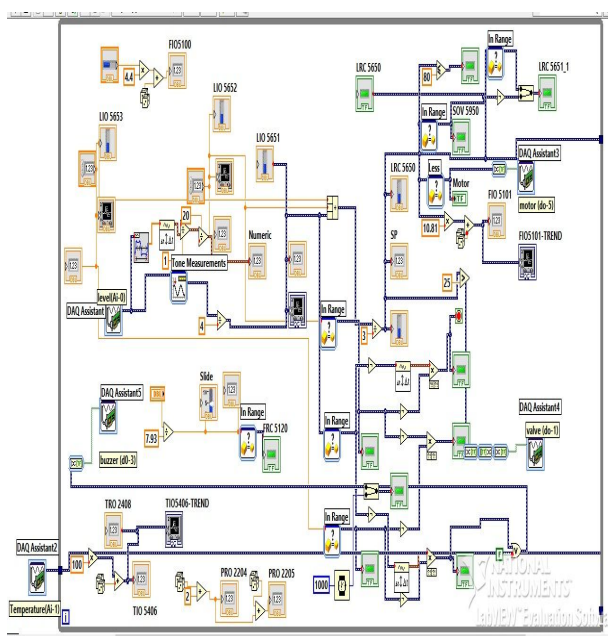 FIO5100
4.4
LIO 5652
LIO 5653
LIO 5651
20
1
Numeric
Tone Measurements
level(Ai-0)
DAQ Assistant
4
In Range
LRC 5650
80
In Range
LRC 5651_1
In Range
SOV 5950
DAQ Assistant3
LRC 5650
Less
Motor
TF
motor (do-5)
10.81
FIO 5101
SP
FIO5101-TREND
25
3
DAQ Assistant5
Slide
7.93
In Range
FRC 5120
In Range
DAQ Assistant4
valve (do-1)
buzzer (d0-3)
TRO 2408
TIO5406-TREND
In Range
DAQ Assistant2
100
TIO 5406
PRO 2204
PRO 2205
2
1000
Temperature(Ai-1)
i
NATIONAL
INSTRUMENTS
LabVIEW Evaluation Software